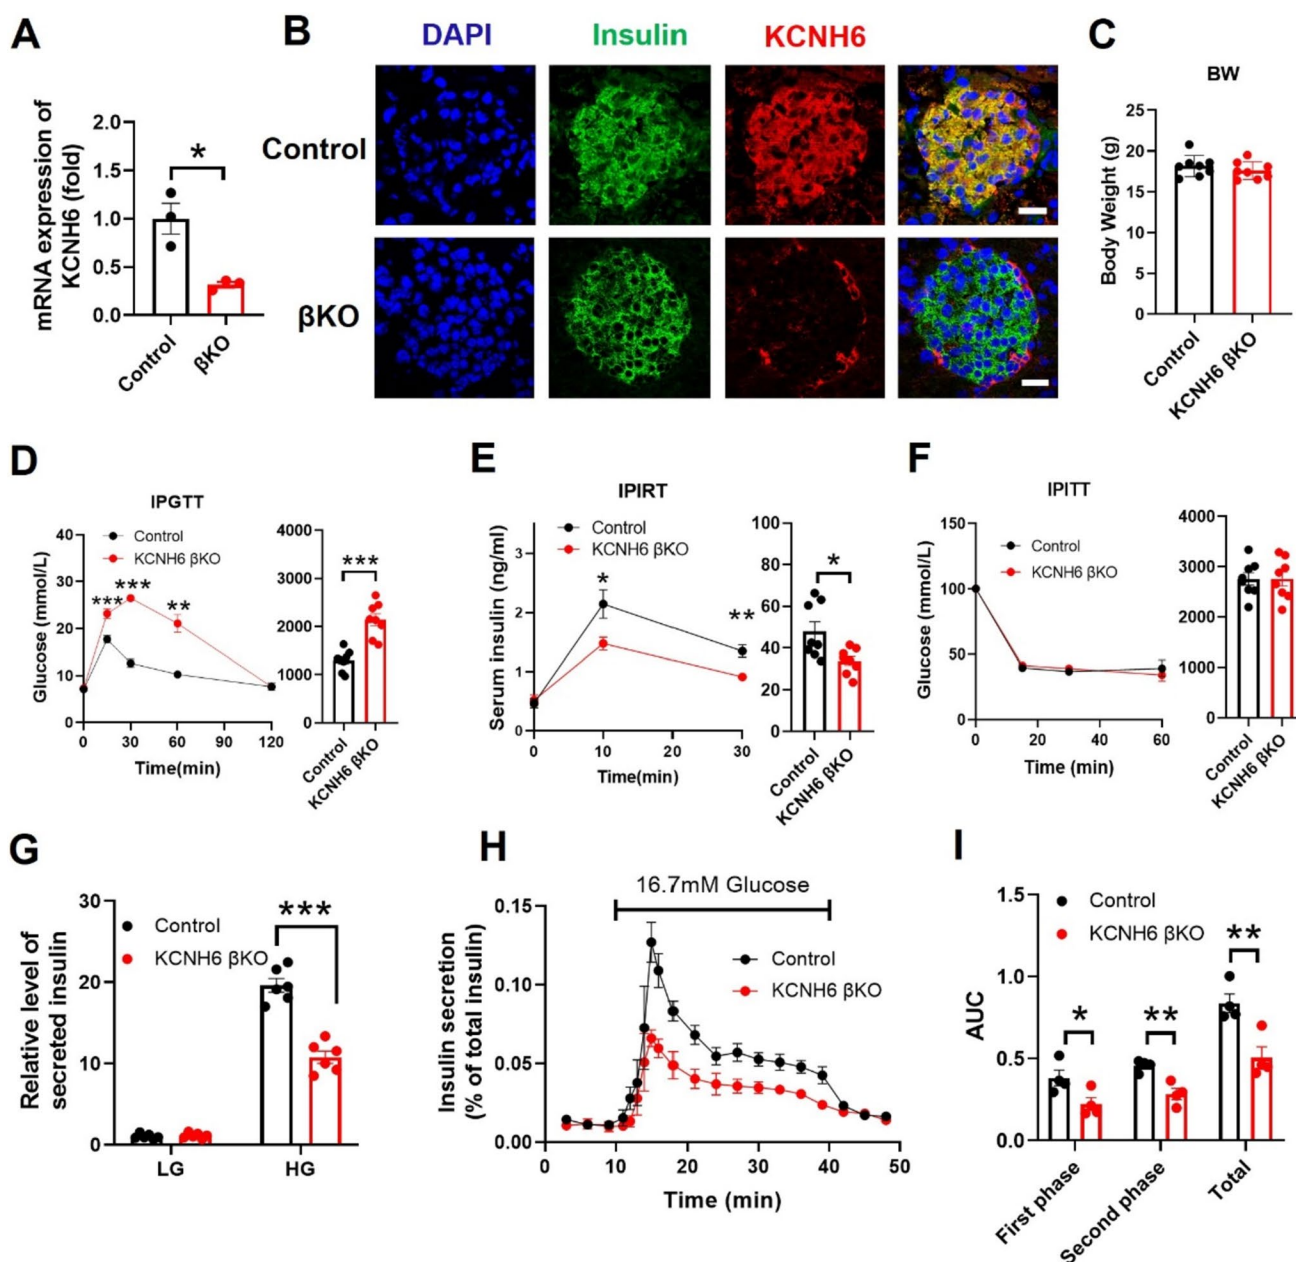 A
mRNA expression of
KCNH6 (fold)
2.0
1.5
1.0
0.5
0.0
*
Control
βKO
B
DAPI
Insulin
KCNH6
Control
βKO
C
BW
Body Weight (g)
25
20
15
10
5
0
Control
KCNH6 βKO
D
IPGTT
Glucose (mmol/L)
40
30
20
10
0
Control
KCNH6 βKO
***
***
**
0
30
60
90
120
Time(min)
4000
3000
2000
1000
0
***
Control
KCNH6 βKO
E
IPIRT
Serum insulin (ng/ml)
3
2
1
0
Control
KCNH6 βKO
*
**
0
10
20
30
Time(min)
100
80
60
40
20
0
*
Control
KCNH6 βKO
F
IPITT
Glucose (mmol/L)
150
100
50
0
Control
KCNH6 βKO
0
20
40
60
Time (min)
4000
3000
2000
1000
0
Control
KCNH6 βKO
G
Relative level of
secreted insulin
30
20
10
0
Control
KCNH6 βKO
***
LG
HG
H
16.7mM Glucose
Insulin secretion
(% of total insulin)
0.15
0.10
0.05
0.00
Control
KCNH6 βKO
0
10
20
30
40
50
Time (min)
I
AUC
1.5
1.0
0.5
0.0
Control
KCNH6 βKO
*
**
**
First phase
Second phase
Total